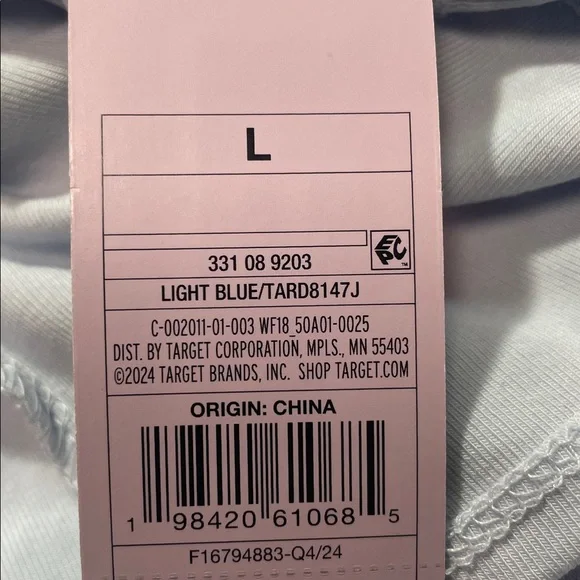 L
EPC™
331 08 9203
LIGHT BLUE/TARD8147J
C-002011-01-003 WF18_50A01-0025
DIST. BY TARGET CORPORATION, MPLS., MN 55403
©2024 TARGET BRANDS, INC. SHOP TARGET.COM
ORIGIN: CHINA
1 98420 61068 5
F16794883-Q4/24